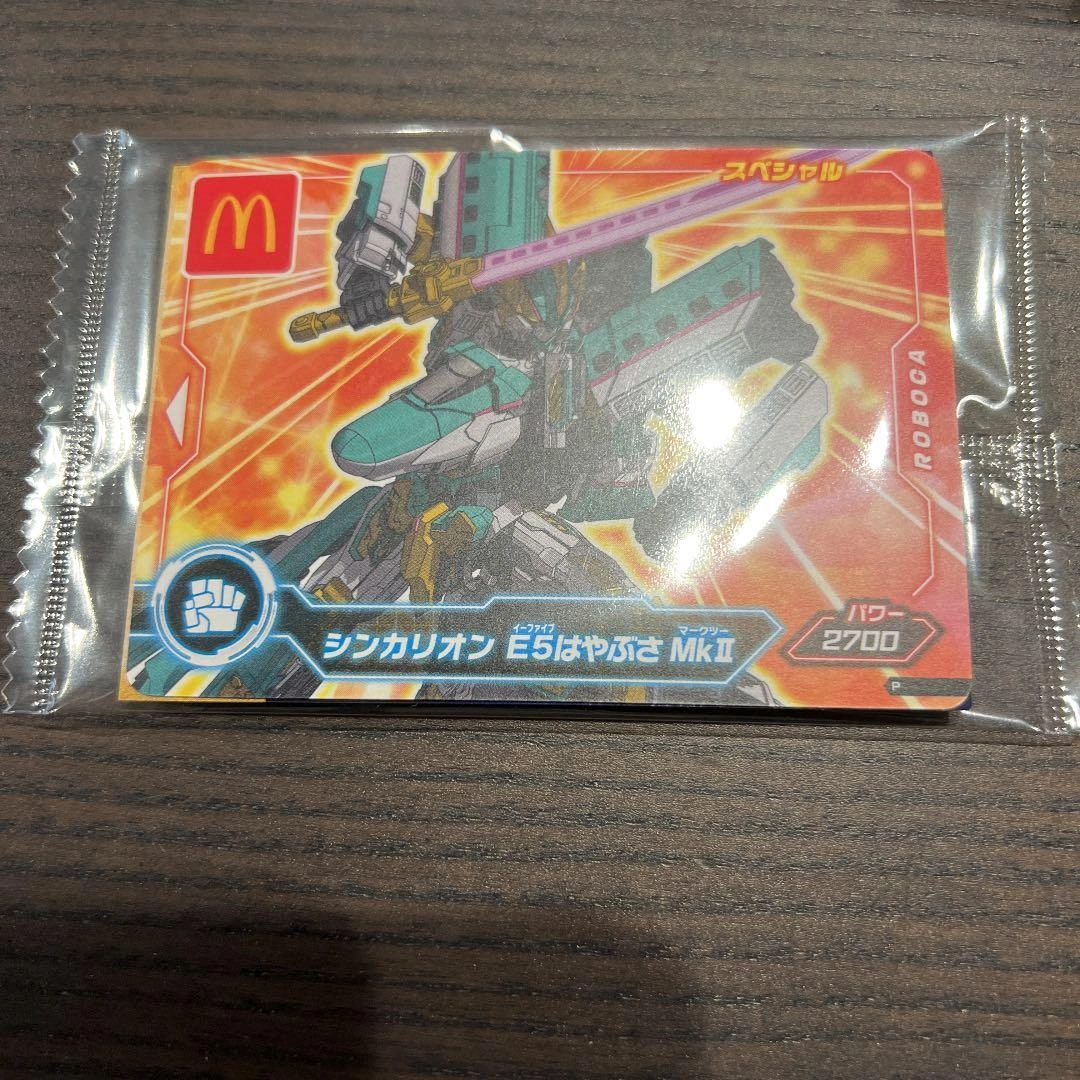 スペシャル
ROBOCA
イーファイブ マークツー
シンカリオン E5はやぶさ MkⅡ
パワー
2700
P